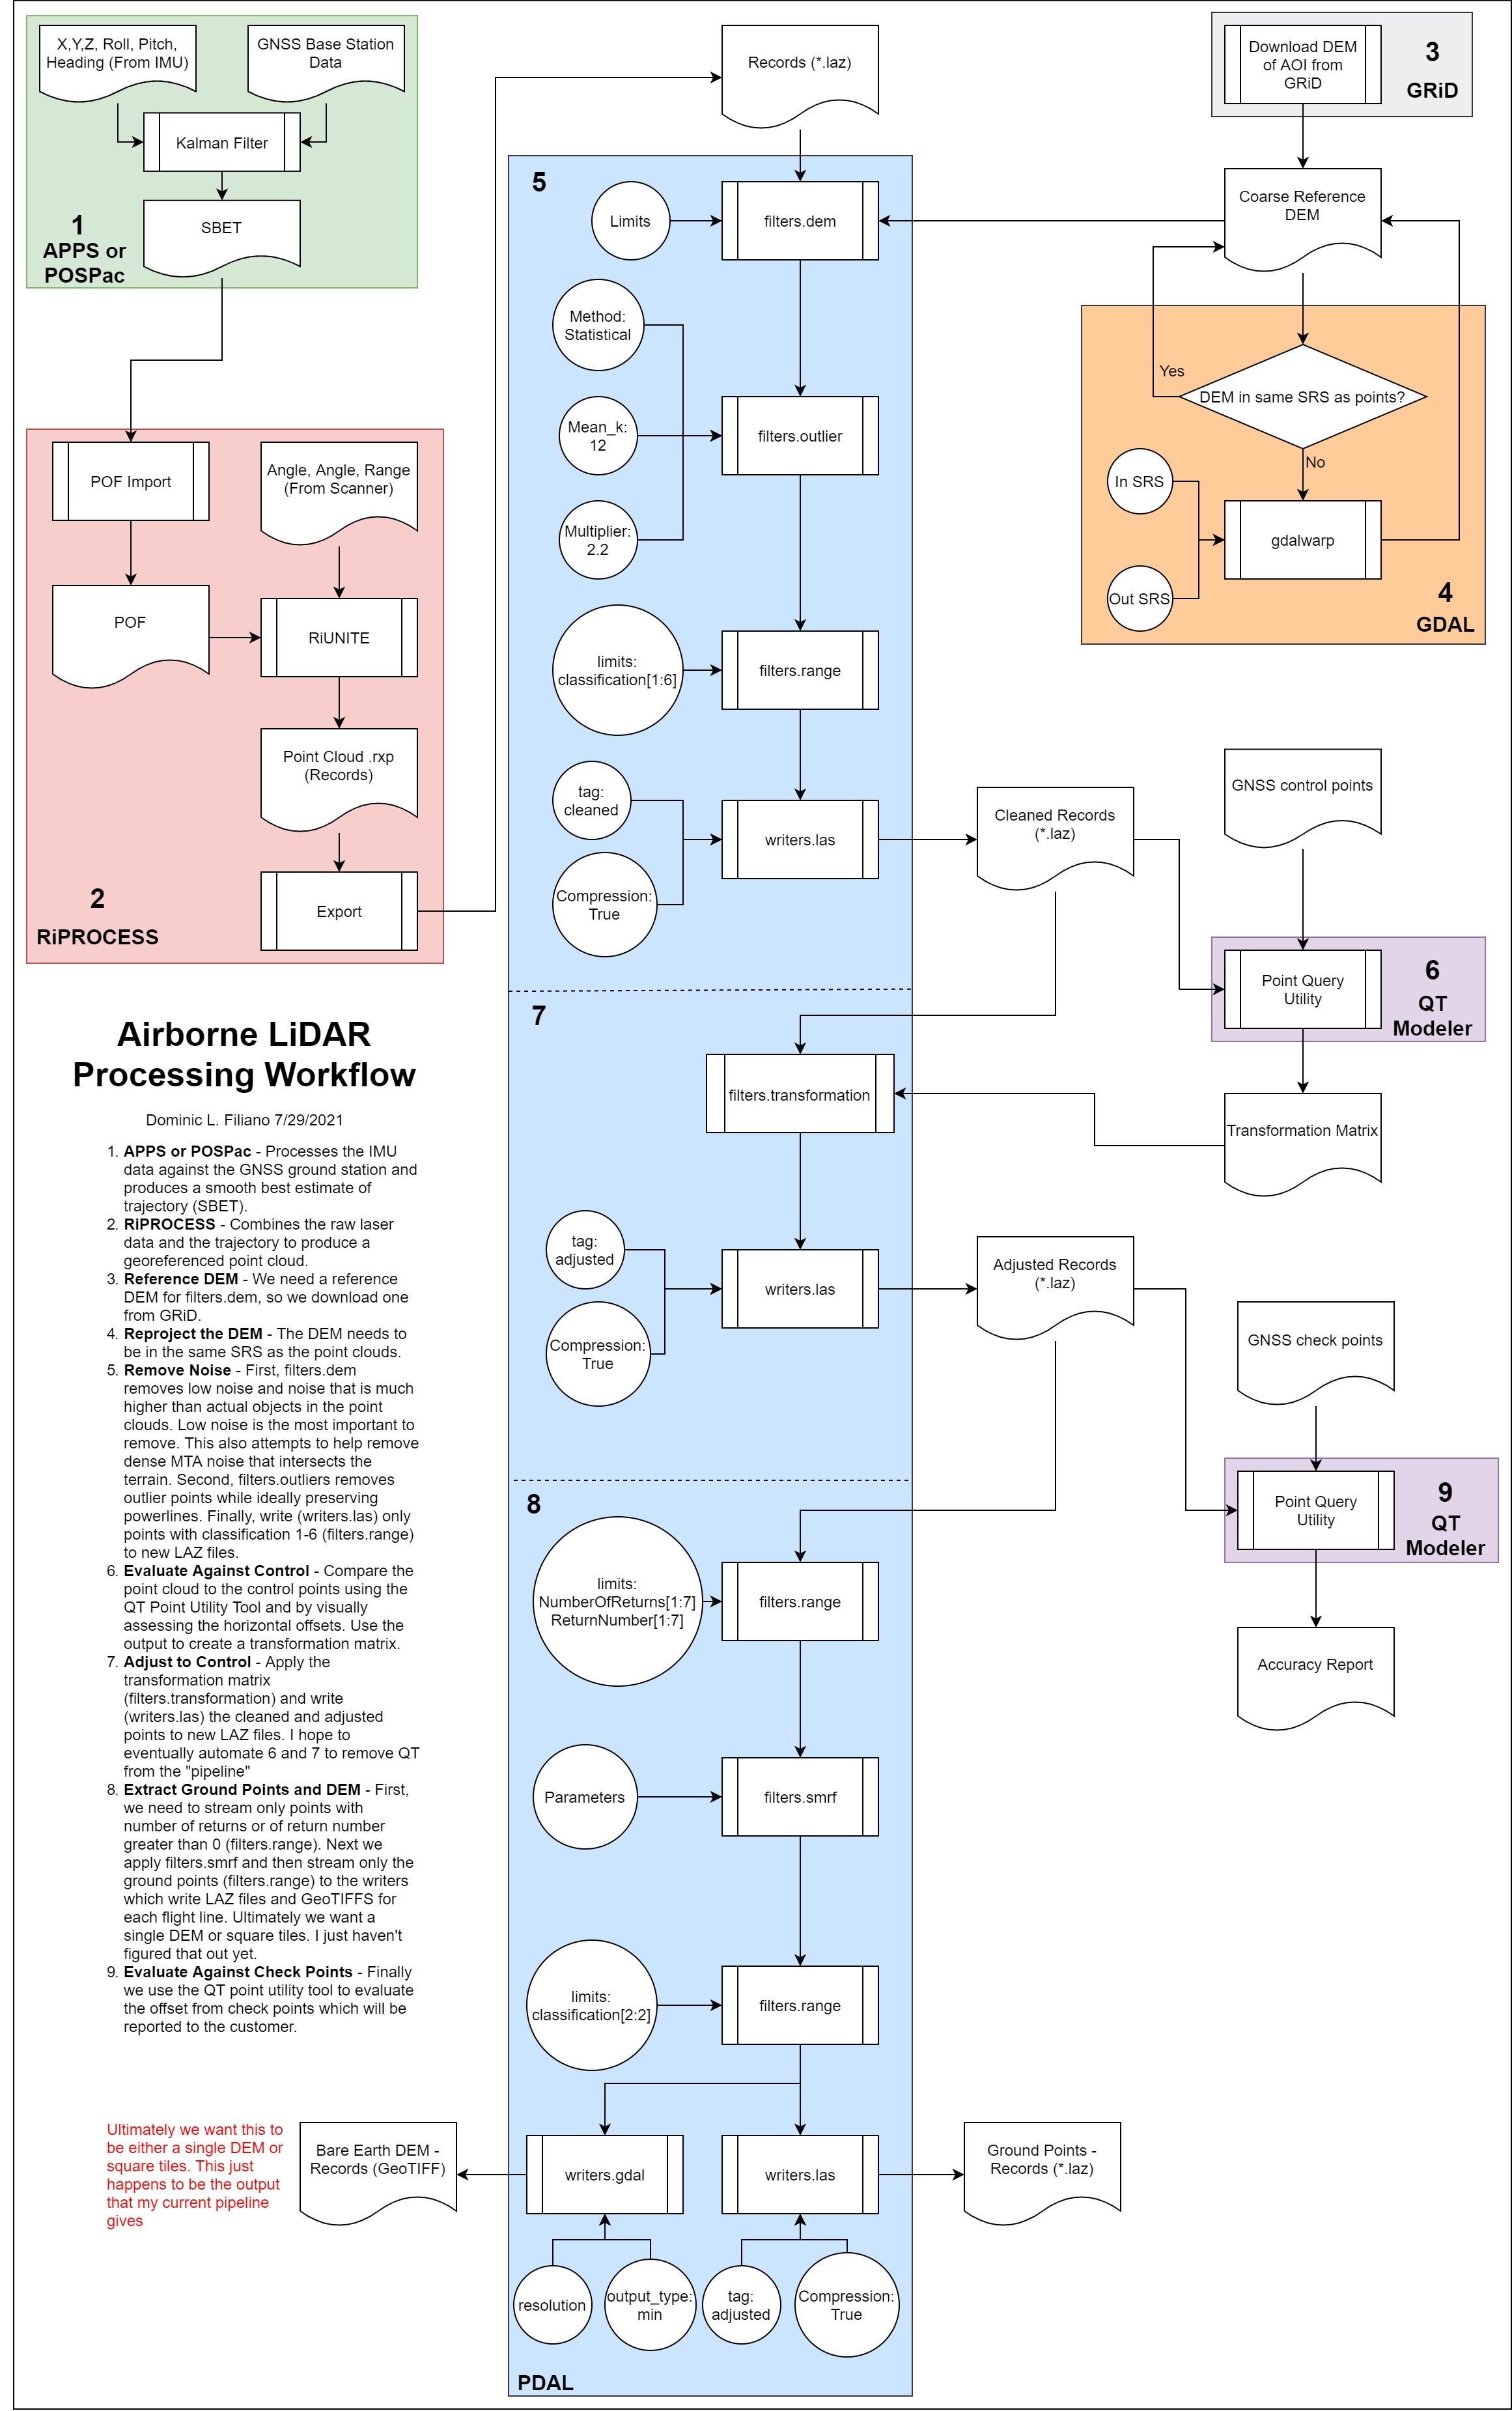 X,Y,Z, Roll, Pitch,
Heading (From IMU)
GNSS Base Station
Data
Kalman Filter
SBET
1
APPS or
POSPac
POF Import
Angle, Angle, Range
(From Scanner)
POF
RiUNITE
Point Cloud .rxp
(Records)
Export
2
RiPROCESS
Records (*.laz)
3
GRiD
Download DEM
of AOI from
GRiD
Coarse Reference
DEM
Yes
DEM in same SRS as points?
No
In SRS
Out SRS
gdalwarp
4
GDAL
5
Limits
filters.dem
Method:
Statistical
Mean_k:
12
Multiplier:
2.2
filters.outlier
limits:
classification[1:6]
filters.range
tag:
cleaned
Compression:
True
writers.las
Cleaned Records
(*.laz)
GNSS control points
Point Query
Utility
6
QT
Modeler
Transformation Matrix
7
filters.transformation
tag:
adjusted
Compression:
True
writers.las
Adjusted Records
(*.laz)
GNSS check points
Point Query
Utility
9
QT
Modeler
Accuracy Report
8
limits:
NumberOfReturns[1:7]
ReturnNumber[1:7]
filters.range
Parameters
filters.smrf
limits:
classification[2:2]
filters.range
writers.gdal
writers.las
Bare Earth DEM -
Records (GeoTIFF)
Ground Points -
Records (*.laz)
resolution
output_type:
min
tag:
adjusted
Compression:
True
PDAL
Airborne LiDAR
Processing Workflow
Dominic L. Filiano 7/29/2021
1. APPS or POSPac - Processes the IMU
data against the GNSS ground station and
produces a smooth best estimate of
trajectory (SBET).
2. RiPROCESS - Combines the raw laser
data and the trajectory to produce a
georeferenced point cloud.
3. Reference DEM - We need a reference
DEM for filters.dem, so we download one
from GRiD.
4. Reproject the DEM - The DEM needs to
be in the same SRS as the point clouds.
5. Remove Noise - First, filters.dem
removes low noise and noise that is much
higher than actual objects in the point
clouds. Low noise is the most important to
remove. This also attempts to help remove
dense MTA noise that intersects the
terrain. Second, filters.outliers removes
outlier points while ideally preserving
powerlines. Finally, write (writers.las) only
points with classification 1-6 (filters.range)
to new LAZ files.
6. Evaluate Against Control - Compare the
point cloud to the control points using the
QT Point Utility Tool and by visually
assessing the horizontal offsets. Use the
output to create a transformation matrix.
7. Adjust to Control - Apply the
transformation matrix
(filters.transformation) and write
(writers.las) the cleaned and adjusted
points to new LAZ files. I hope to
eventually automate 6 and 7 to remove QT
from the "pipeline"
8. Extract Ground Points and DEM - First,
we need to stream only points with
number of returns or of return number
greater than 0 (filters.range). Next we
apply filters.smrf and then stream only the
ground points (filters.range) to the writers
which write LAZ files and GeoTIFFS for
each flight line. Ultimately we want a
single DEM or square tiles. I just haven't
figured that out yet.
9. Evaluate Against Check Points - Finally
we use the QT point utility tool to evaluate
the offset from check points which will be
reported to the customer.
Ultimately we want this to
be either a single DEM or
square tiles. This just
happens to be the output
that my current pipeline
gives